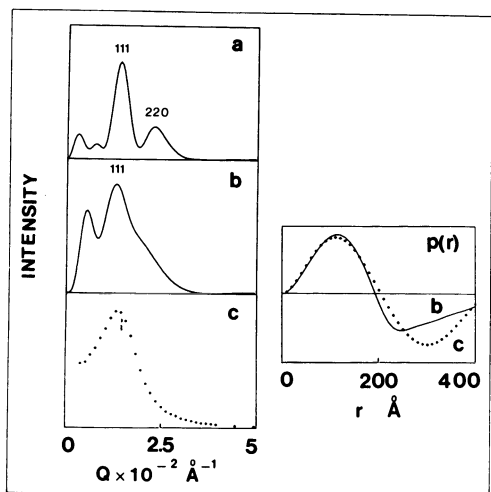 a
111
220
b
111
c
INTENSITY
0
2.5
5
Q × 10⁻² Å⁻¹
p(r)
b
c
0
200
400
r Å